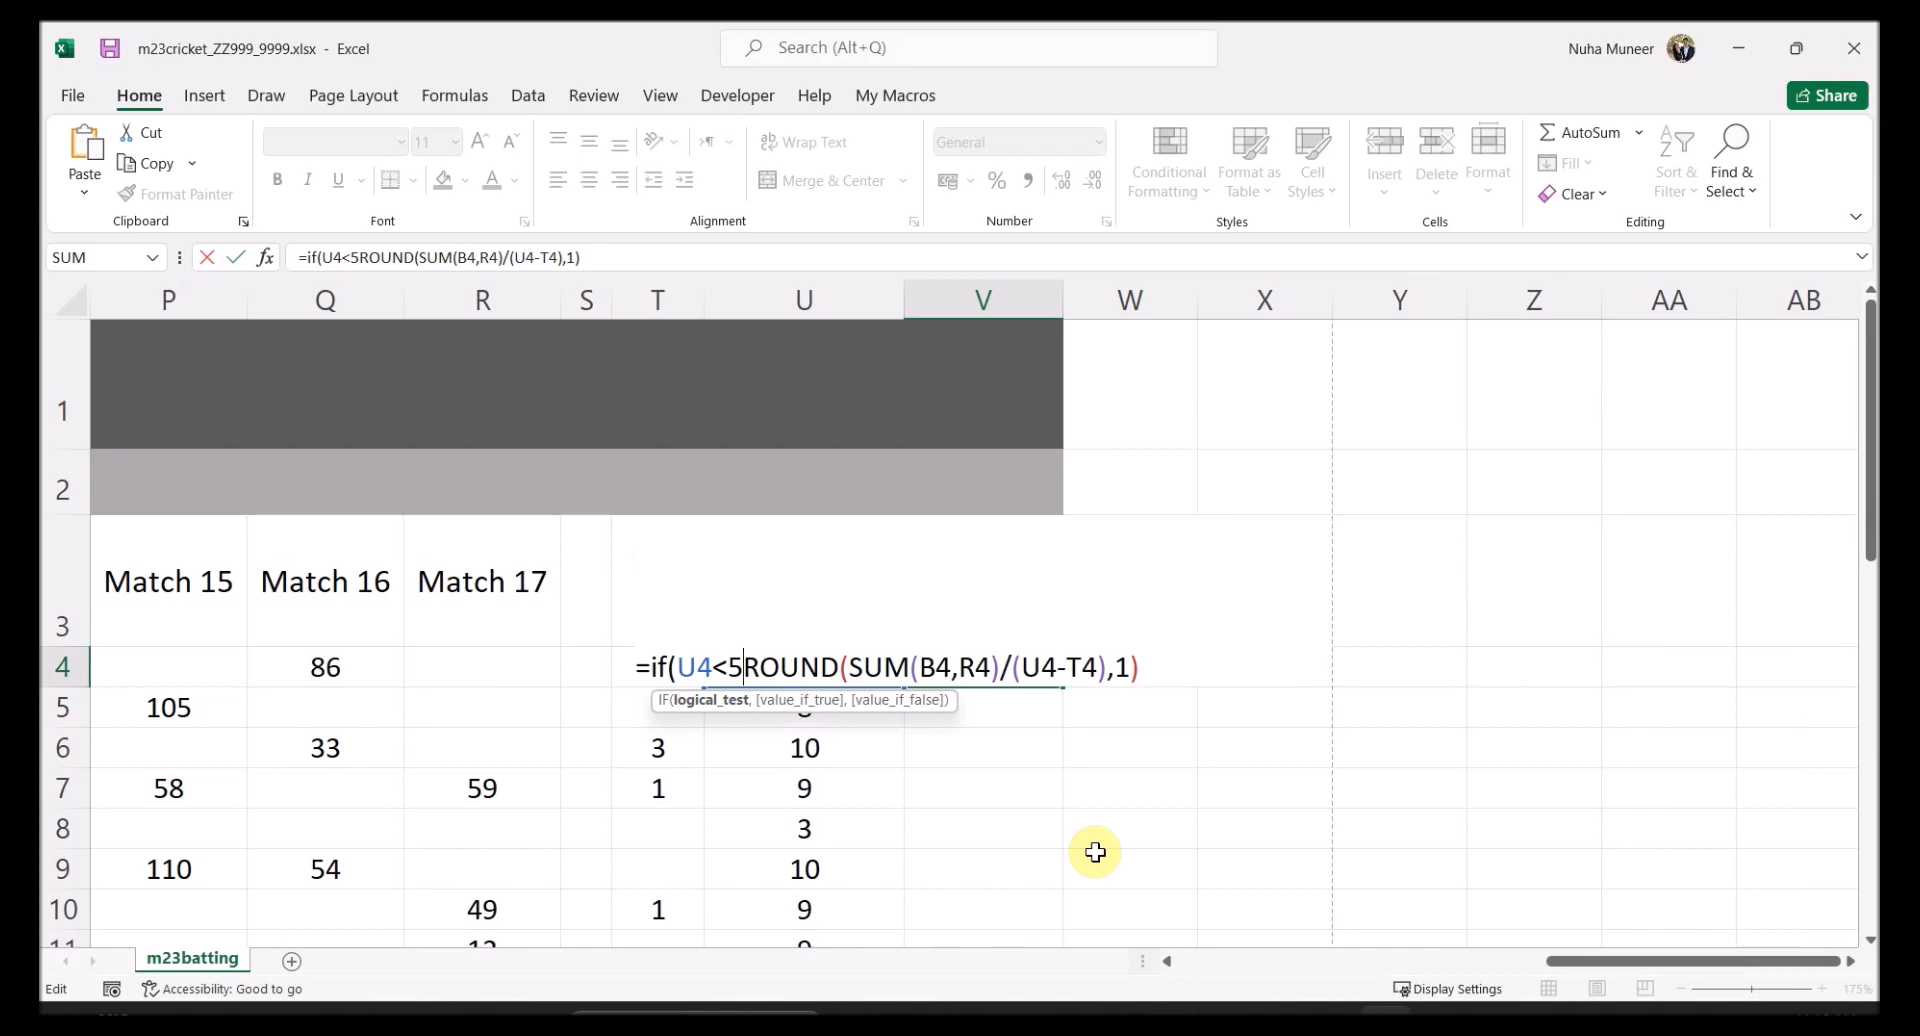 m23cricket_ZZ999_9999.xlsx - Excel
Search (Alt+Q)
Nuha Muneer
File Home Insert Draw Page Layout Formulas Data Review View Developer Help My Macros
Share
Paste
Cut
Copy
Format Painter
Clipboard
11
B I U
Font
Wrap Text
Merge & Center
Alignment
General
Number
Conditional Formatting
Format as Table
Cell Styles
Styles
Insert
Delete
Format
Cells
AutoSum
Fill
Clear
Sort & Filter
Find & Select
Editing
SUM
fx
=if(U4<5ROUND(SUM(B4,R4)/(U4-T4),1)
P Q R S T U V W X Y Z AA AB
1
2
3 Match 15 Match 16 Match 17
4 86 =if(U4<5ROUND(SUM(B4,R4)/(U4-T4),1)
IF(logical_test, [value_if_true], [value_if_false])
5 105
6 33 3 10
7 58 59 1 9
8 3
9 110 54 10
10 49 1 9
m23batting
Edit
Accessibility: Good to go
Display Settings
175%